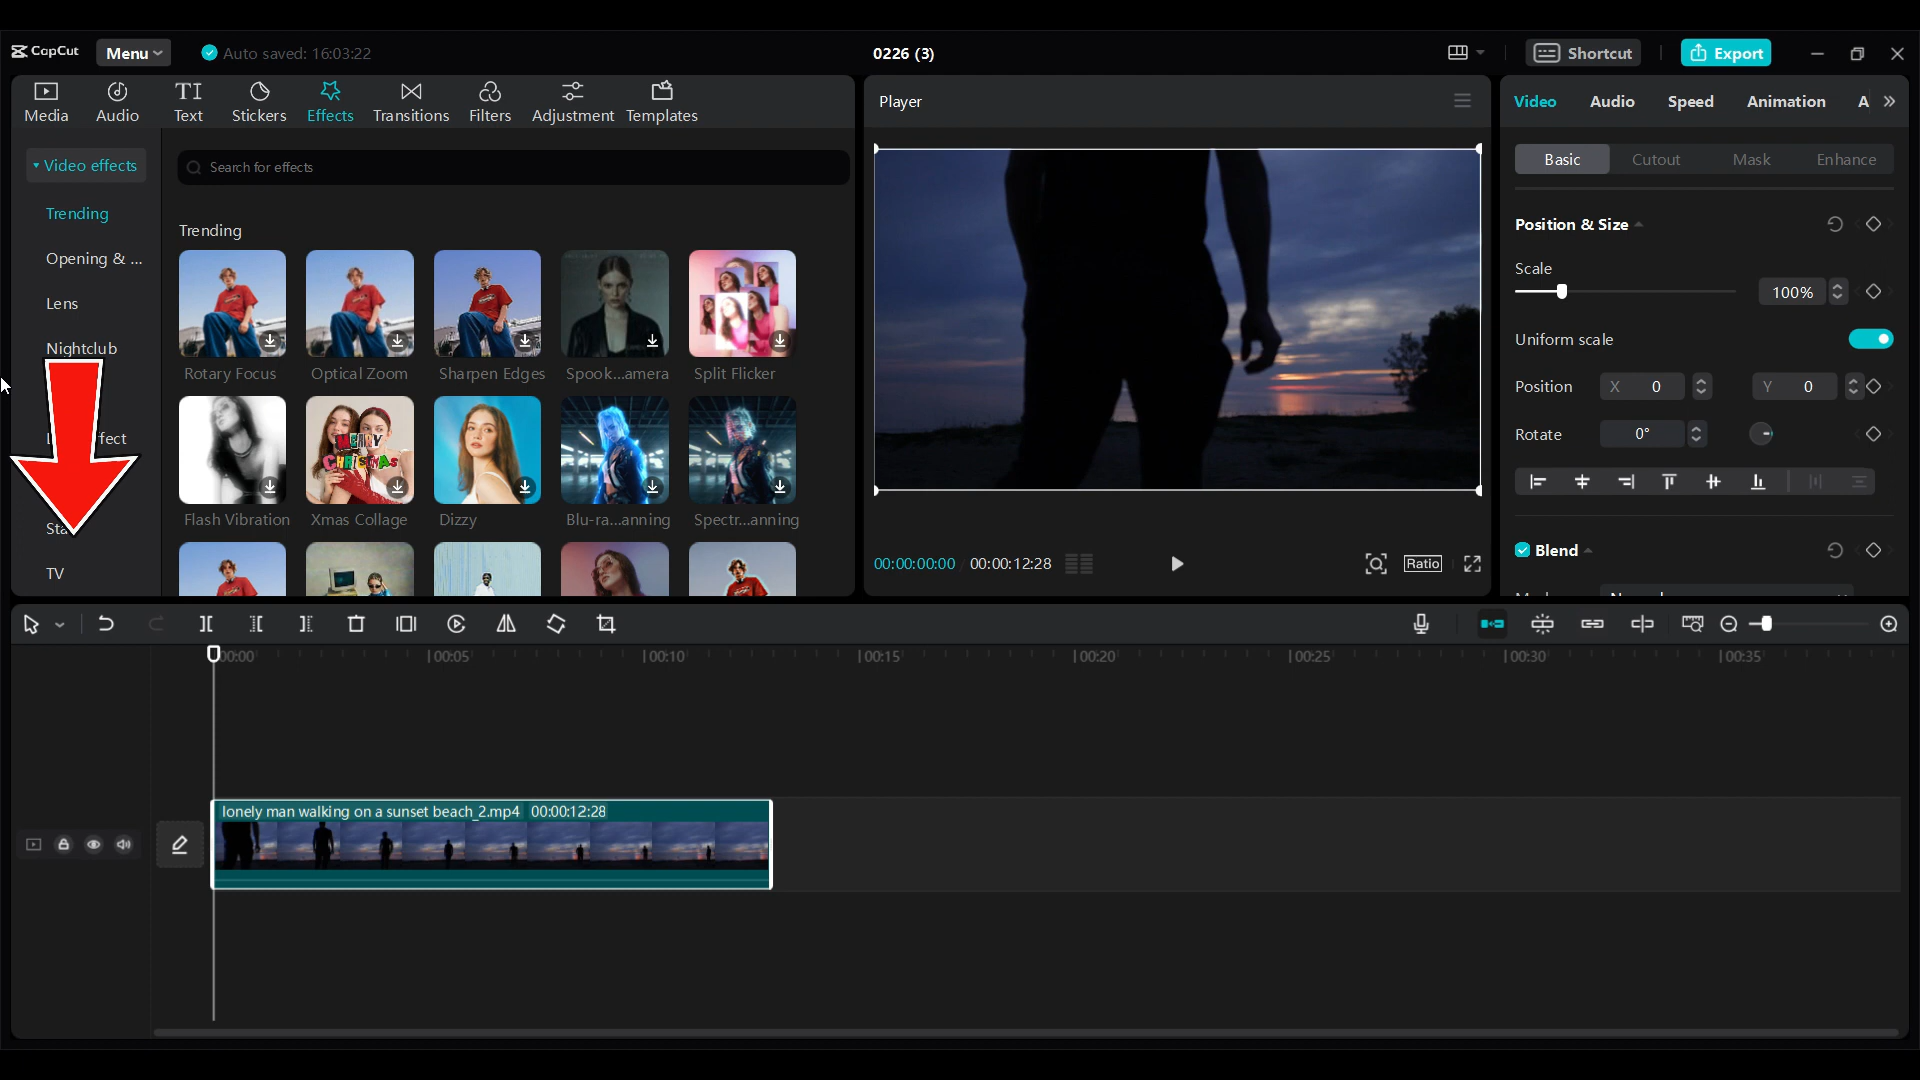 CapCut
Menu
Auto saved: 16:03:22
0226 (3)
Shortcut
Export
Media
Audio
Text
Stickers
Effects
Transitions
Filters
Adjustment
Templates
Video effects
Trending
Opening & ...
Lens
Nightclub
TV
Search for effects
Trending
Rotary Focus
Optical Zoom
Sharpen Edges
Spook...amera
Split Flicker
MERRY
CHRISTMAS
Flash Vibration
Xmas Collage
Dizzy
Blu-ra...anning
Spectr...anning
Player
00:00:00:00
00:00:12:28
Ratio
Video
Audio
Speed
Animation
A
Basic
Cutout
Mask
Enhance
Position & Size
Scale
100%
Uniform scale
Position
X 0
Y 0
Rotate
0°
Blend
00:00
00:05
00:10
00:15
00:20
00:25
00:30
00:35
lonely man walking on a sunset beach_2.mp4 00:00:12:28